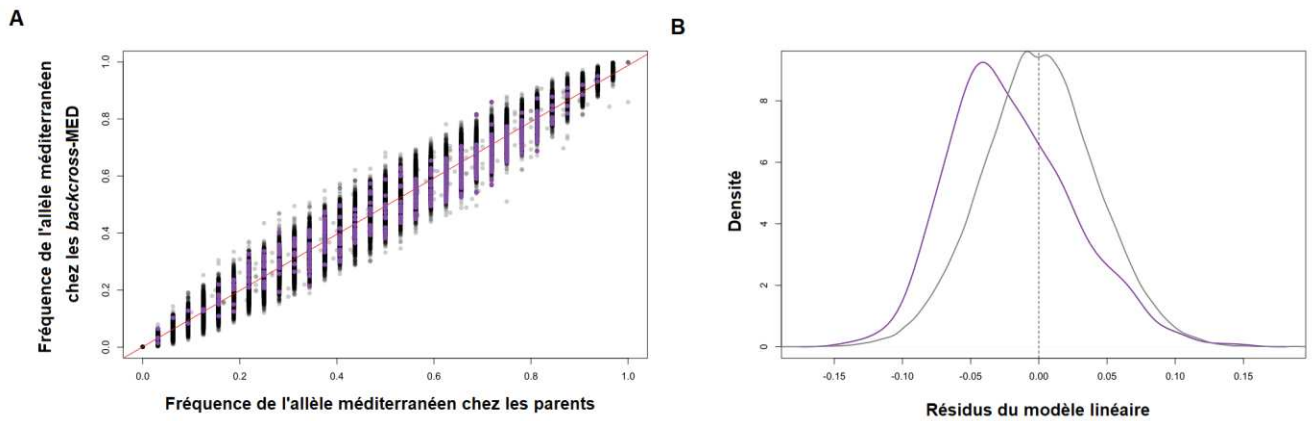 A
Fréquence de l'allèle méditerranéen
chez les backcross-MED
1.0
0.8
0.6
0.4
0.2
0.0
0.0 0.2 0.4 0.6 0.8 1.0
Fréquence de l'allèle méditerranéen chez les parents
B
Densité
8
6
4
2
0
-0.15 -0.10 -0.05 0.00 0.05 0.10 0.15
Résidus du modèle linéaire